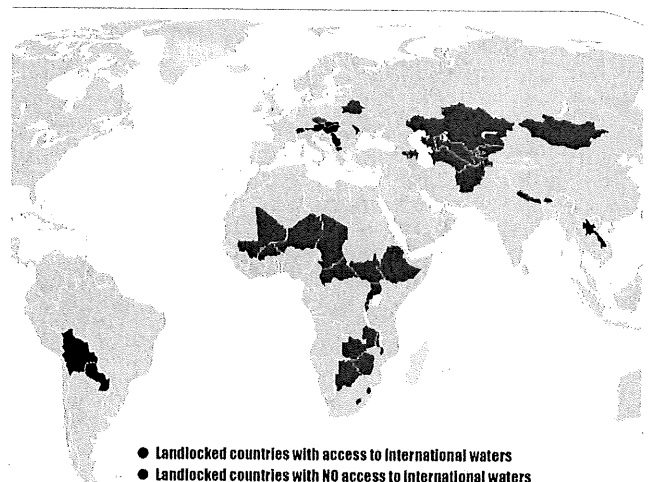 Landlocked countries with access to international waters
Landlocked countries with NO access to international waters